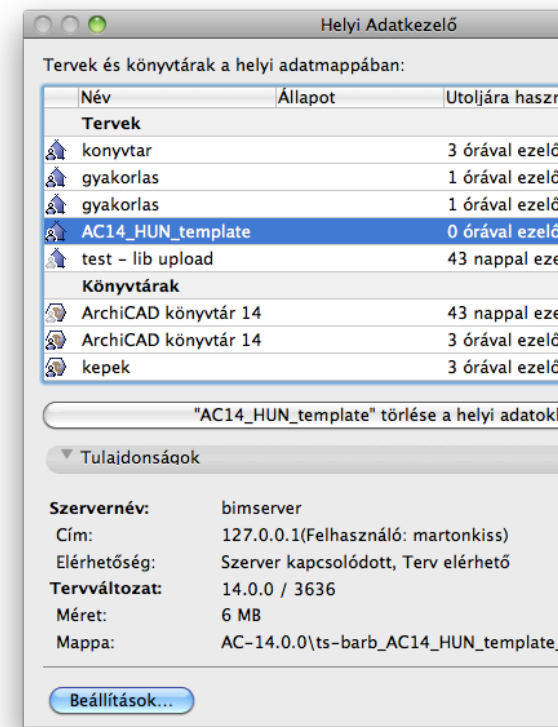 Helyi Adatkezelő
Tervek és könyvtárak a helyi adatmappában:
Név Állapot Utoljára haszn
Tervek
konyvtar 3 órával ezelő
gyakorlas 1 órával ezelő
gyakorlas 1 órával ezelő
AC14_HUN_template 0 órával ezelő
test – lib upload 43 nappal eze
Könyvtárak
ArchiCAD könyvtár 14 43 nappal eze
ArchiCAD könyvtár 14 3 órával ezelő
kepek 3 órával ezelő
"AC14_HUN_template" törlése a helyi adatok
Tulajdonságok
Szervernév: bimserver
Cím: 127.0.0.1(Felhasználó: martonkiss)
Elérhetőség: Szerver kapcsolódott, Terv elérhető
Tervváltozat: 14.0.0 / 3636
Méret: 6 MB
Mappa: AC-14.0.0\ts-barb_AC14_HUN_template_
Beállítások...